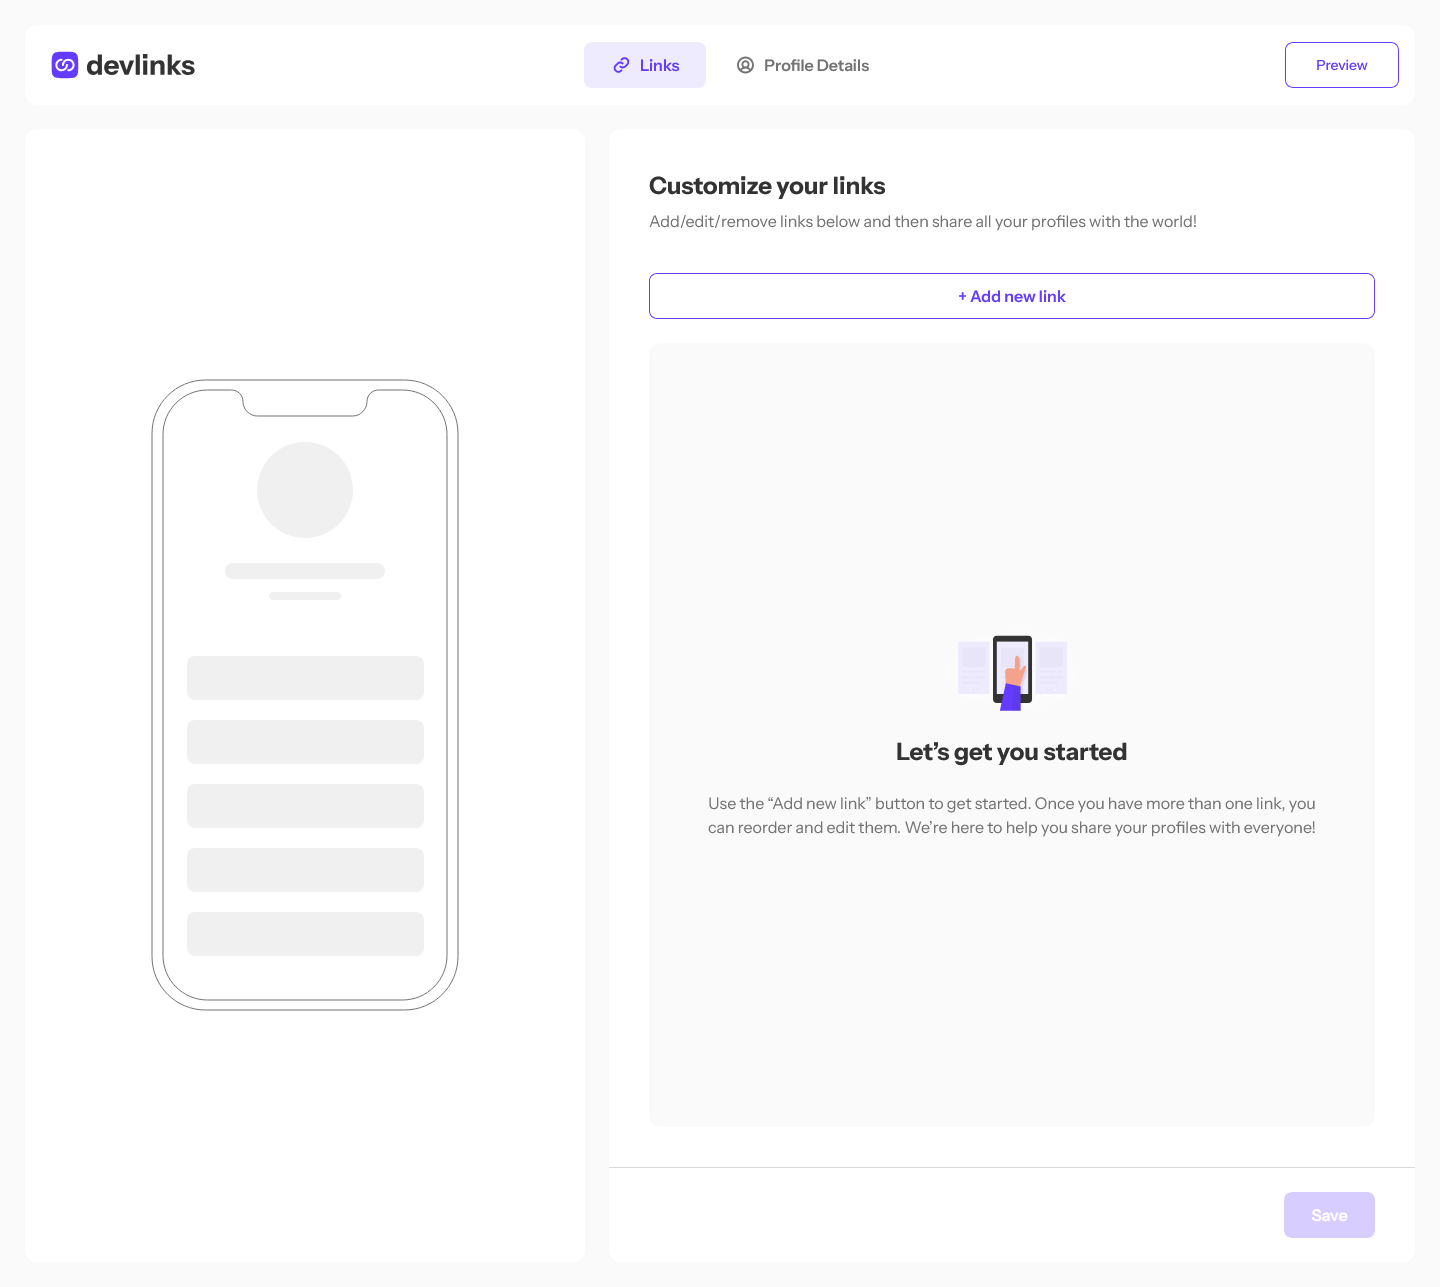 devlinks
Links
Profile Details
Preview
Customize your links
Add/edit/remove links below and then share all your profiles with the world!
+ Add new link
Let’s get you started
Use the “Add new link” button to get started. Once you have more than one link, you
can reorder and edit them. We’re here to help you share your profiles with everyone!
Save